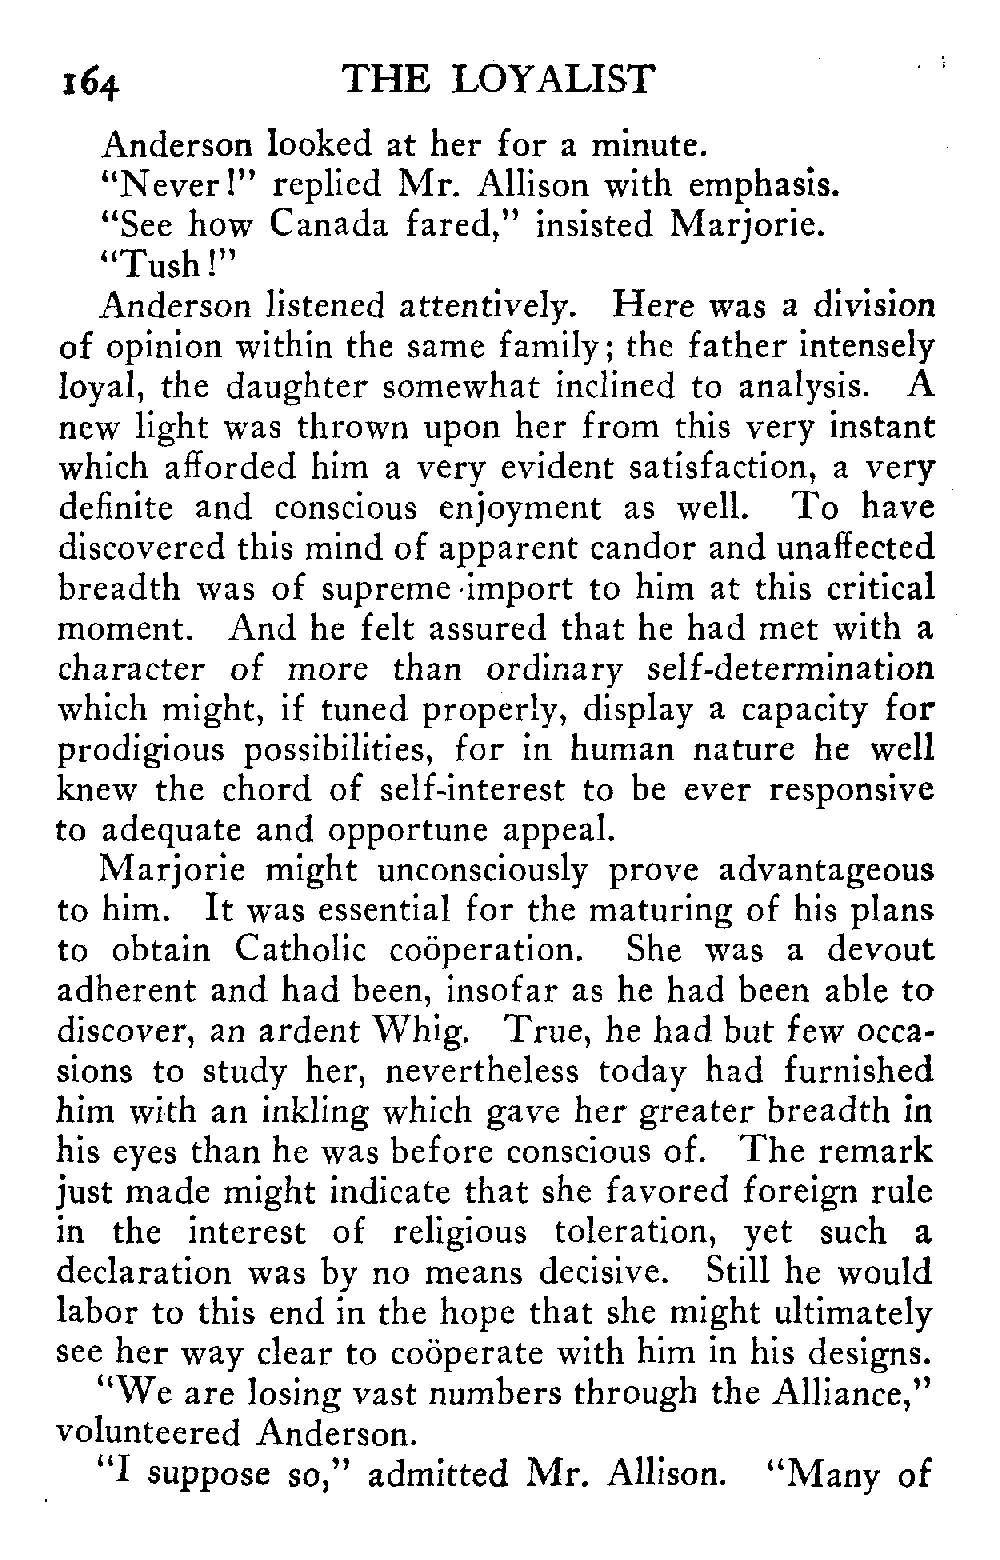 164 THE LOYALIST
Anderson looked at her for a minute.
"Never!" replied Mr. Allison with emphasis.
"See how Canada fared," insisted Marjorie.
"Tush!"
Anderson listened attentively. Here was a division
of opinion within the same family; the father intensely
loyal, the daughter somewhat inclined to analysis. A
new light was thrown upon her from this very instant
which afforded him a very evident satisfaction, a very
definite and conscious enjoyment as well. To have
discovered this mind of apparent candor and unaffected
breadth was of supreme import to him at this critical
moment. And he felt assured that he had met with a
character of more than ordinary self-determination
which might, if tuned properly, display a capacity for
prodigious possibilities, for in human nature he well
knew the chord of self-interest to be ever responsive
to adequate and opportune appeal.
Marjorie might unconsciously prove advantageous
to him. It was essential for the maturing of his plans
to obtain Catholic coöperation. She was a devout
adherent and had been, insofar as he had been able to
discover, an ardent Whig. True, he had but few occa-
sions to study her, nevertheless today had furnished
him with an inkling which gave her greater breadth in
his eyes than he was before conscious of. The remark
just made might indicate that she favored foreign rule
in the interest of religious toleration, yet such a
declaration was by no means decisive. Still he would
labor to this end in the hope that she might ultimately
see her way clear to coöperate with him in his designs.
"We are losing vast numbers through the Alliance,"
volunteered Anderson.
"I suppose so," admitted Mr. Allison. "Many of